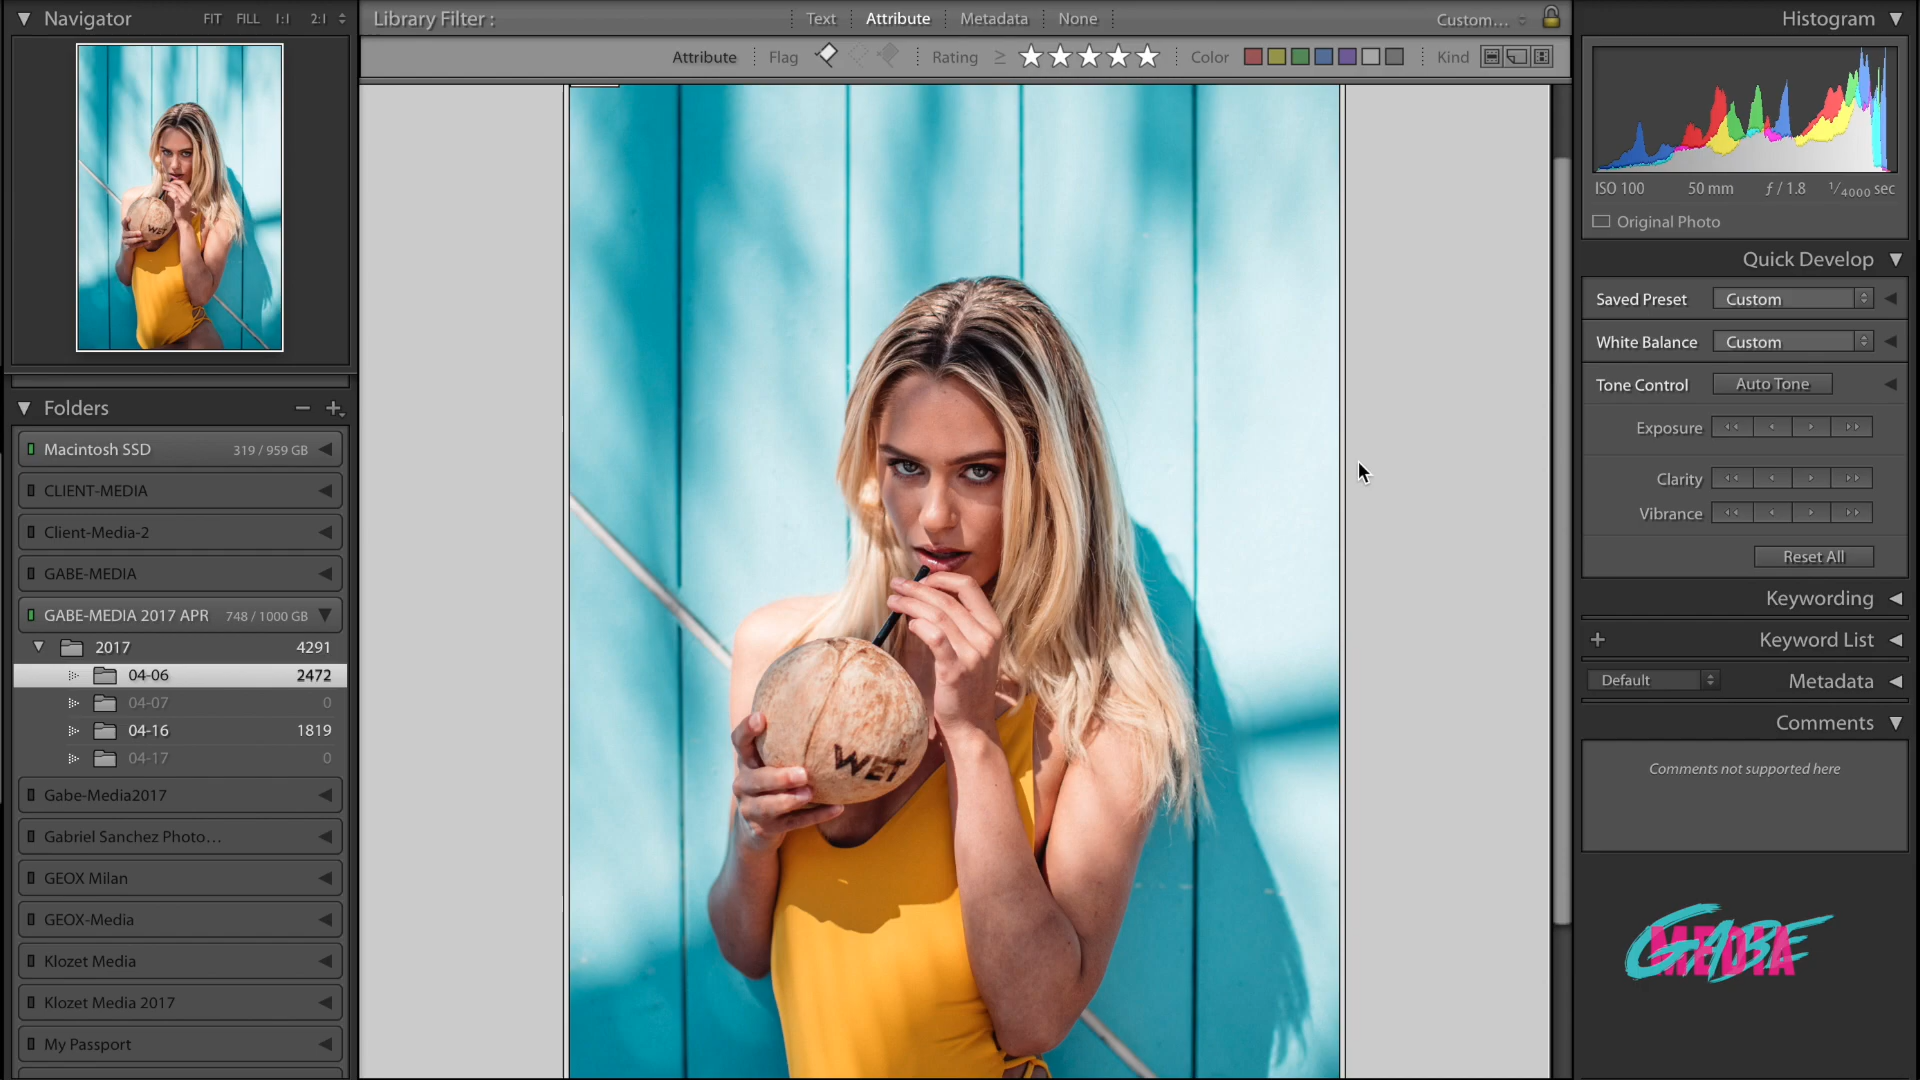 Navigator
FIT FILL 1:1 2:1
Library Filter :
Text Attribute Metadata None
Custom...
Histogram
Attribute Flag Rating ≥ Color Kind
ISO 100 50 mm ƒ / 1.8 1/4000 sec
Original Photo
Quick Develop
Saved Preset Custom
White Balance Custom
Tone Control Auto Tone
Exposure
Clarity
Vibrance
Reset All
Keywording
Keyword List
Default Metadata
Comments
Comments not supported here
GABE
MEDIA
Folders
Macintosh SSD 319 / 959 GB
CLIENT-MEDIA
Client-Media-2
GABE-MEDIA
GABE-MEDIA 2017 APR 748 / 1000 GB
2017 4291
04-06 2472
04-07 0
04-16 1819
04-17 0
Gabe-Media2017
Gabriel Sanchez Photo...
GEOX Milan
GEOX-Media
Klozet Media
Klozet Media 2017
My Passport
WET
WET